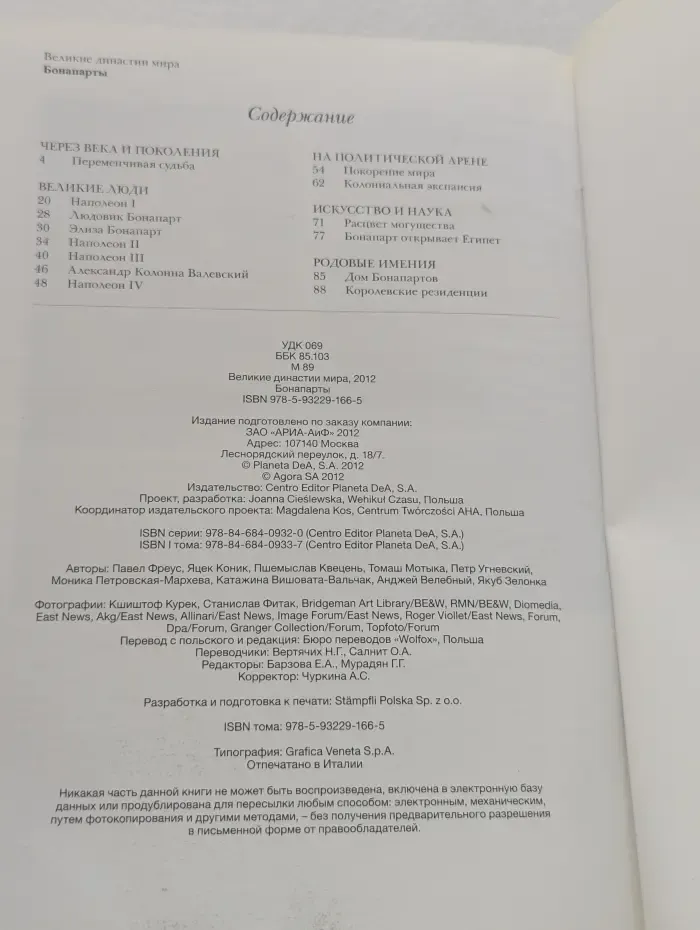 Великие династии мира
Бонапарты
Содержание
ЧЕРЕЗ ВЕКА И ПОКОЛЕНИЯ
4 Переменчивая судьба
ВЕЛИКИЕ ЛЮДИ
20 Наполеон I
28 Людовик Бонапарт
30 Элиза Бонапарт
34 Наполеон II
40 Наполеон III
46 Александр Колонна Валевский
48 Наполеон IV
НА ПОЛИТИЧЕСКОЙ АРЕНЕ
54 Покорение мира
62 Колониальная экспансия
ИСКУССТВО И НАУКА
71 Расцвет могущества
77 Бонапарт открывает Египет
РОДОВЫЕ ИМЕНИЯ
85 Дом Бонапартов
88 Королевские резиденции
УДК 069
ББК 85.103
М 89
Великие династии мира, 2012
Бонапарты
ISBN 978-5-93229-166-5
Издание подготовлено по заказу компании:
ЗАО «АРИА-АиФ» 2012
Адрес: 107140 Москва
Леснорядский переулок, д. 18/7.
© Planeta DeA, S.A. 2012
© Agora SA 2012
Издательство: Centro Editor Planeta DeA, S.A.
Проект, разработка: Joanna Cieślewska, Wehikuł Czasu, Польша
Координатор издательского проекта: Magdalena Kos, Centrum Twórczości AHA, Польша
ISBN серии: 978-84-684-0932-0 (Centro Editor Planeta DeA, S.A.)
ISBN I тома: 978-84-684-0933-7 (Centro Editor Planeta DeA, S.A.)
Авторы: Павел Фреус, Яцек Коник, Пшемыслав Квецень, Томаш Мотыка, Петр Угневский,
Моника Петровская-Мархева, Катажина Вишовата-Вальчак, Анджей Велебный, Якуб Зелонка
Фотографии: Кшиштоф Курек, Станислав Фитак, Bridgeman Art Library/BE&W, RMN/BE&W, Diomedia,
East News, Akg/East News, Allinari/East News, Image Forum/East News, Roger Viollet/East News, Forum,
Dpa/Forum, Granger Collection/Forum, Topfoto/Forum
Перевод с польского и редакция: Бюро переводов «Wolfox», Польша
Переводчики: Вертячих Н.Г., Салнит О.А.
Редакторы: Барзова Е.А., Мурадян Г.Г.
Корректор: Чуркина А.С.
Разработка и подготовка к печати: Stämpfli Polska Sp. z o.o.
ISBN тома: 978-5-93229-166-5
Типография: Grafica Veneta S.p.A.
Отпечатано в Италии
Никакая часть данной книги не может быть воспроизведена, включена в электронную базу
данных или продублирована для пересылки любым способом: электронным, механическим,
путем фотокопирования и другими методами, – без получения предварительного разрешения
в письменной форме от правообладателей.